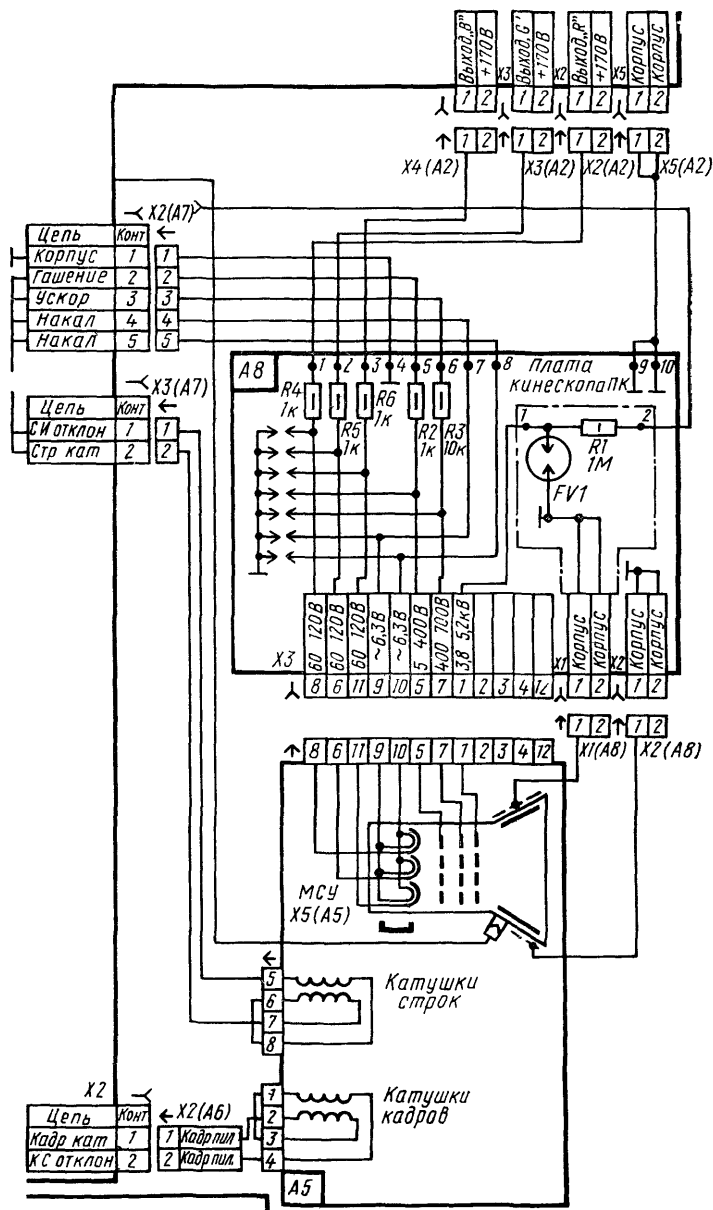 Выход „B"
+170В
X3
Выход „G"
+170В
X2
Выход „R"
+170В
X5
Корпус
Корпус
1 2 1 2 1 2 1 2
1 2 1 2 1 2 1 2
X4(A2) X3(A2) X2(A2) X5(A2)
X2(A7)
Цепь Конт
Корпус 1 1
Гашение 2 2
Ускор 3 3
Накал 4 4
Накал 5 5
X3(A7)
Цепь Конт
СИ отклон 1 1
Стр кат 2 2
A8
1 2 3 4 5 6 7 8
Плата
кинескопа ПК
9 10
R4
1к
R5
1к
R6
1к
R2
1к
R3
10к
1 2
R1
1М
FV1
X3
60 120В
60 120В
60 120В
~6,3В
~6,3В
5 400В
400 700В
3,8 5,2кВ
8 6 11 9 10 5 7 1 2 3 4 12
X1
Корпус
Корпус
1 2
X2
Корпус
Корпус
1 2
1 2 1 2
X1(A8) X2(A8)
8 6 11 9 10 5 7 1 2 3 4 12
МСУ
X5(A5)
5
6
7
8
Катушки
строк
1
2
3
4
Катушки
кадров
X2
X2(A6)
Цепь Конт
Кадр кат 1 1 Кадр пил
КС отклон 2 2 Кадр пил.
A5